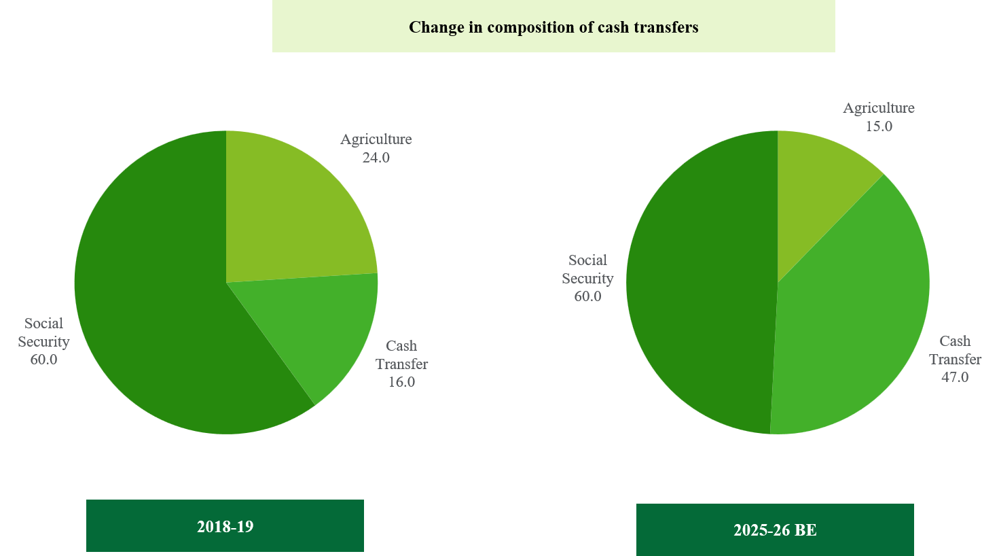 Change in composition of cash transfers
Agriculture
24.0
Cash
Transfer
16.0
Social
Security
60.0
2018-19
Agriculture
15.0
Cash
Transfer
47.0
Social
Security
60.0
2025-26 BE